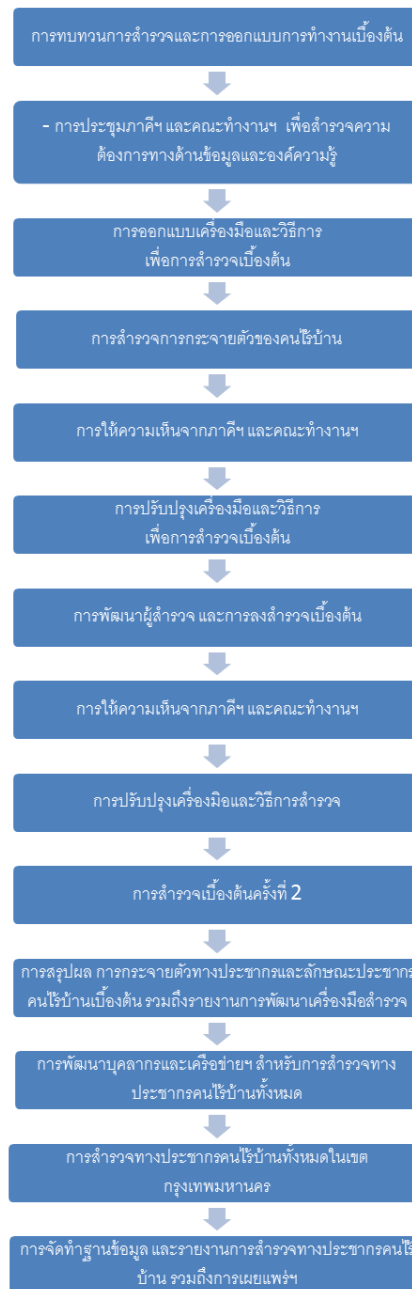 การทบทวนการสำรวจและการออกแบบการทำงานเบื้องต้น
- การประชุมภาคีฯ และคณะทำงานฯ เพื่อสำรวจความ
ต้องการทางด้านข้อมูลและองค์ความรู้
การออกแบบเครื่องมือและวิธีการ
เพื่อการสำรวจเบื้องต้น
การสำรวจการกระจายตัวของคนไร้บ้าน
การให้ความเห็นจากภาคีฯ และคณะทำงานฯ
การปรับปรุงเครื่องมือและวิธีการ
เพื่อการสำรวจเบื้องต้น
การพัฒนาผู้สำรวจ และการลงสำรวจเบื้องต้น
การให้ความเห็นจากภาคีฯ และคณะทำงานฯ
การปรับปรุงเครื่องมือและวิธีการสำรวจ
การสำรวจเบื้องต้นครั้งที่ 2
การสรุปผล การกระจายตัวทางประชากรและลักษณะประชากร
คนไร้บ้านเบื้องต้น รวมถึงรายงานการพัฒนาเครื่องมือสำรวจ
การพัฒนาบุคลากรและเครือข่ายฯ สำหรับการสำรวจทาง
ประชากรคนไร้บ้านทั้งหมด
การสำรวจทางประชากรคนไร้บ้านทั้งหมดในเขต
กรุงเทพมหานคร
การจัดทำฐานข้อมูล และรายงานการสำรวจทางประชากรคนไร้
บ้าน รวมถึงการเผยแพร่ฯ